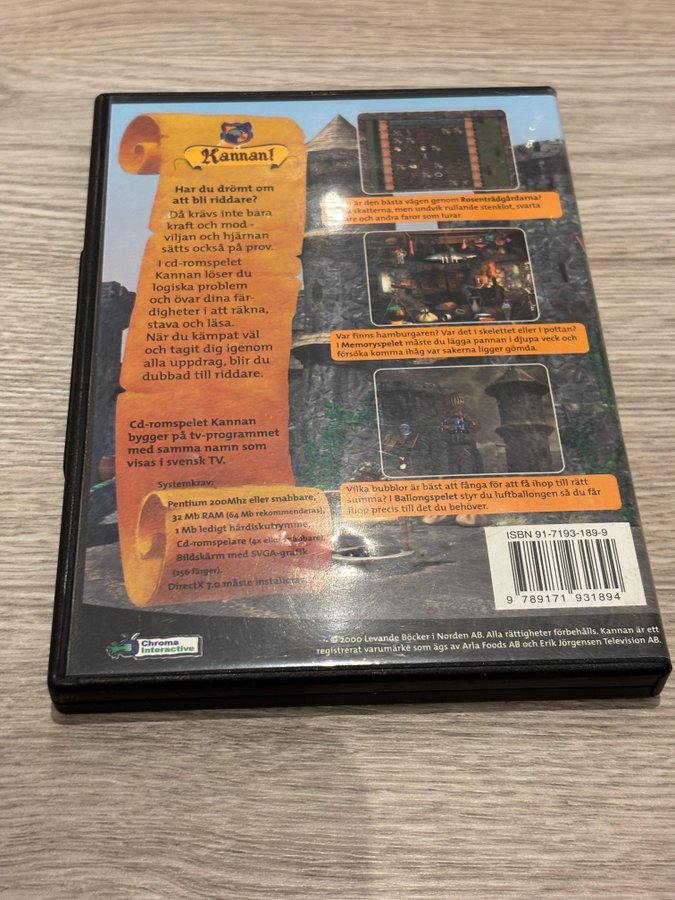 Kannan!
Har du drömt om
att bli riddare?
Då krävs inte bara
kraft och mod –
viljan och hjärnan
sätts också på prov.
I cd-romspelet
Kannan löser du
logiska problem
och övar dina fär-
digheter i att räkna,
stava och läsa.
När du kämpat väl
och tagit dig igenom
alla uppdrag, blir du
dubbad till riddare.
Cd-romspelet Kannan
bygger på tv-programmet
med samma namn som
visas i svensk TV.
Systemkrav:
Pentium 200Mhz eller snabbare,
32 Mb RAM (64 Mb rekommenderas),
1 Mb ledigt hårdiskutrymme,
Cd-romspelare (4x eller snabbare),
Bildskärm med SVGA-grafik
(256 färger),
DirectX 7.0 måste installeras
är den bästa vägen genom Rosenträdgårdarna?
skatterna, men undvik rullande stenklot, svarta
och andra faror som lurar.
Var finns hamburgaren? Var det i skelettet eller i pottan?
I Memoryspelet måste du lägga pannan i djupa veck och
försöka komma ihåg var sakerna ligger gömda.
Vilka bubblor är bäst att fånga för att få ihop till rätt
summa? I Ballongspelet styr du luftballongen så du får
ihop precis till det du behöver.
ISBN 91-7193-189-9
9 789171 931894
Chroma
Interactive
© 2000 Levande Böcker i Norden AB. Alla rättigheter förbehålls. Kannan är ett
registrerat varumärke som ägs av Arla Foods AB och Erik Jörgensen Television AB.